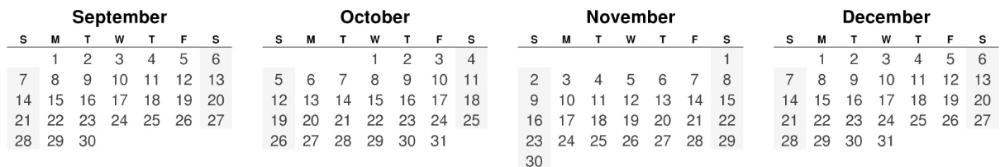 September October November December
S M T W T F S S M T W T F S S M T W T F S S M T W T F S
1 2 3 4 5 6 1 2 3 4 1 1 2 3 4 5 6
7 8 9 10 11 12 13 5 6 7 8 9 10 11 2 3 4 5 6 7 8 7 8 9 10 11 12 13
14 15 16 17 18 19 20 12 13 14 15 16 17 18 9 10 11 12 13 14 15 14 15 16 17 18 19 20
21 22 23 24 25 26 27 19 20 21 22 23 24 25 16 17 18 19 20 21 22 21 22 23 24 25 26 27
28 29 30 26 27 28 29 30 31 23 24 25 26 27 28 29 28 29 30 31
30